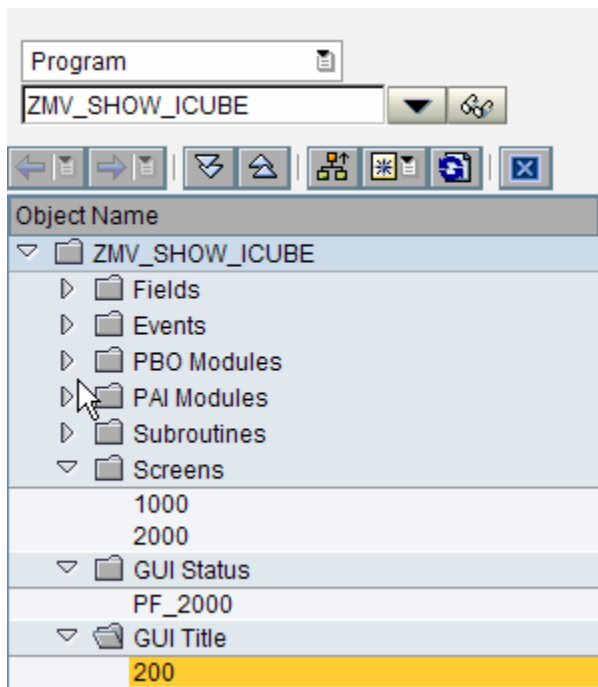 Program
ZMV_SHOW_ICUBE
Object Name
ZMV_SHOW_ICUBE
Fields
Events
PBO Modules
PAI Modules
Subroutines
Screens
1000
2000
GUI Status
PF_2000
GUI Title
200